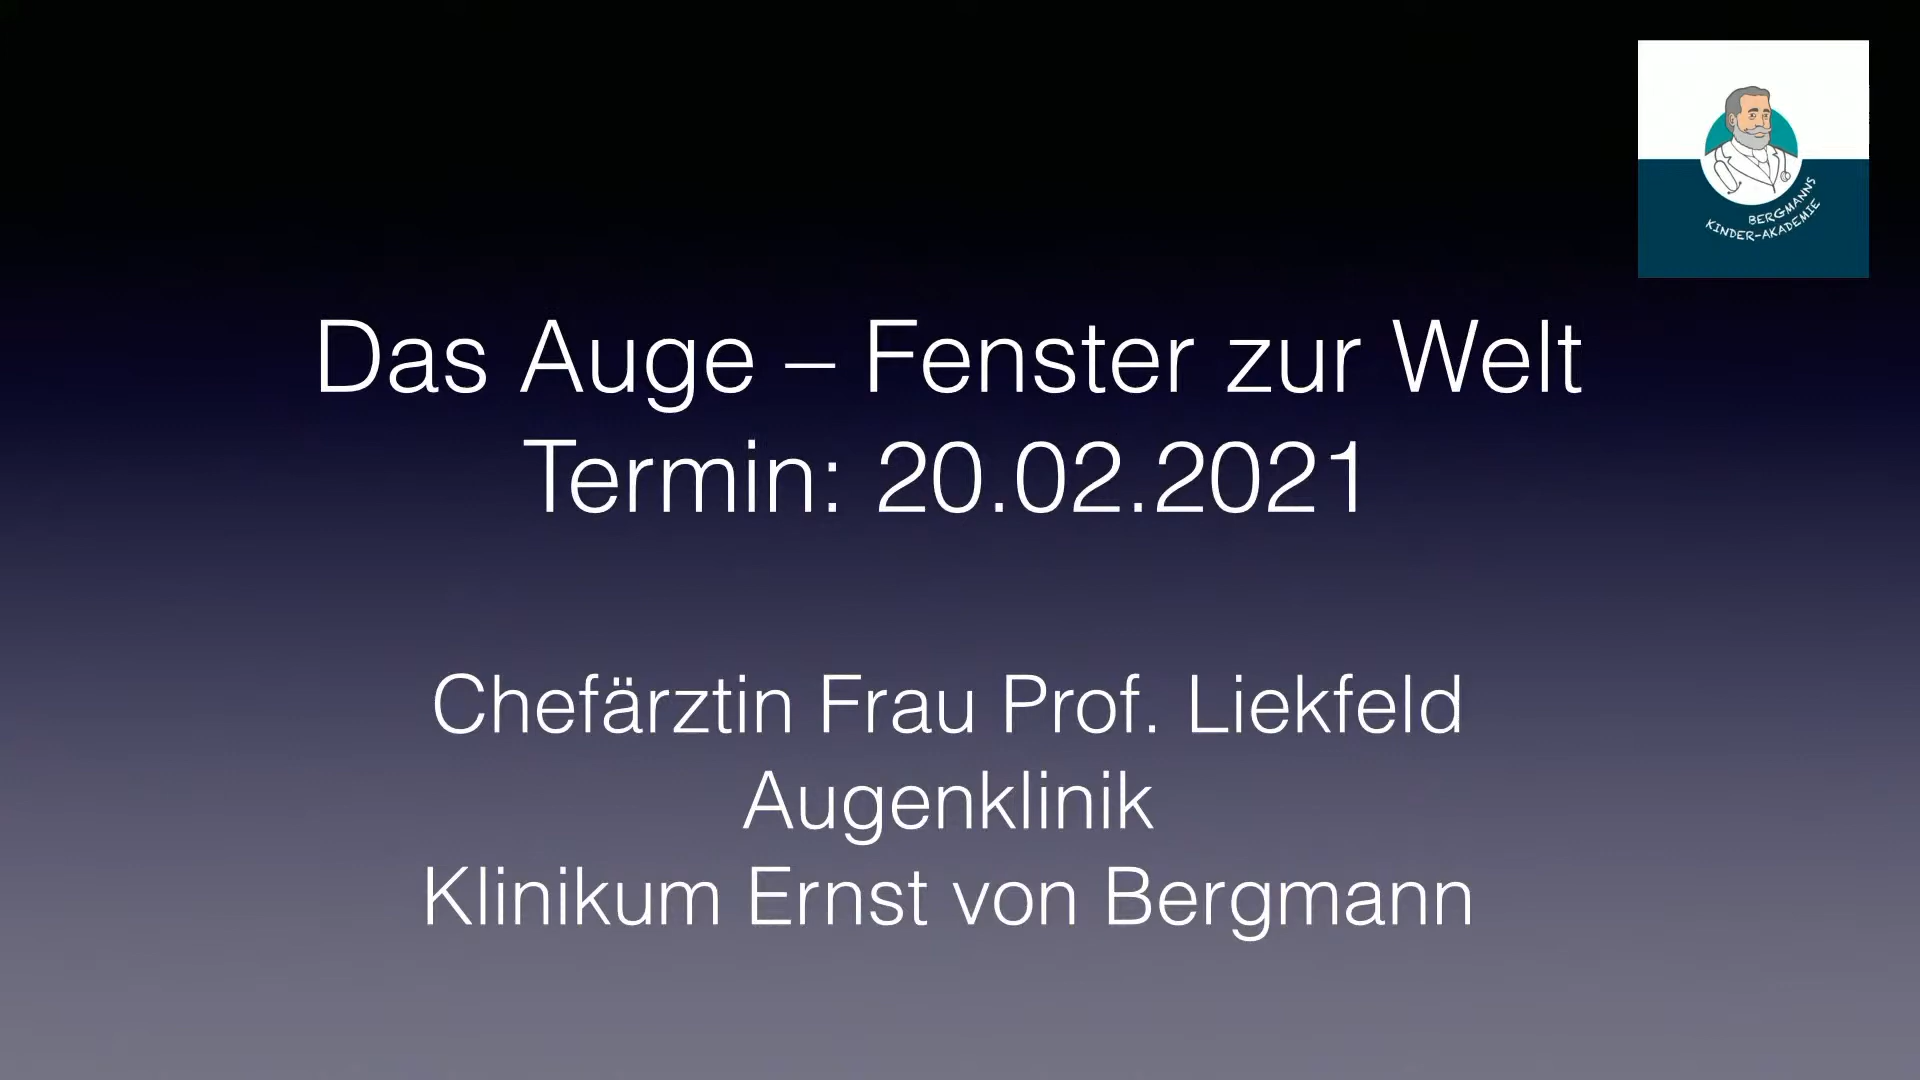 BERGMANNS
KINDER-AKADEMIE
Das Auge – Fenster zur Welt
Termin: 20.02.2021
Chefärztin Frau Prof. Liekfeld
Augenklinik
Klinikum Ernst von Bergmann